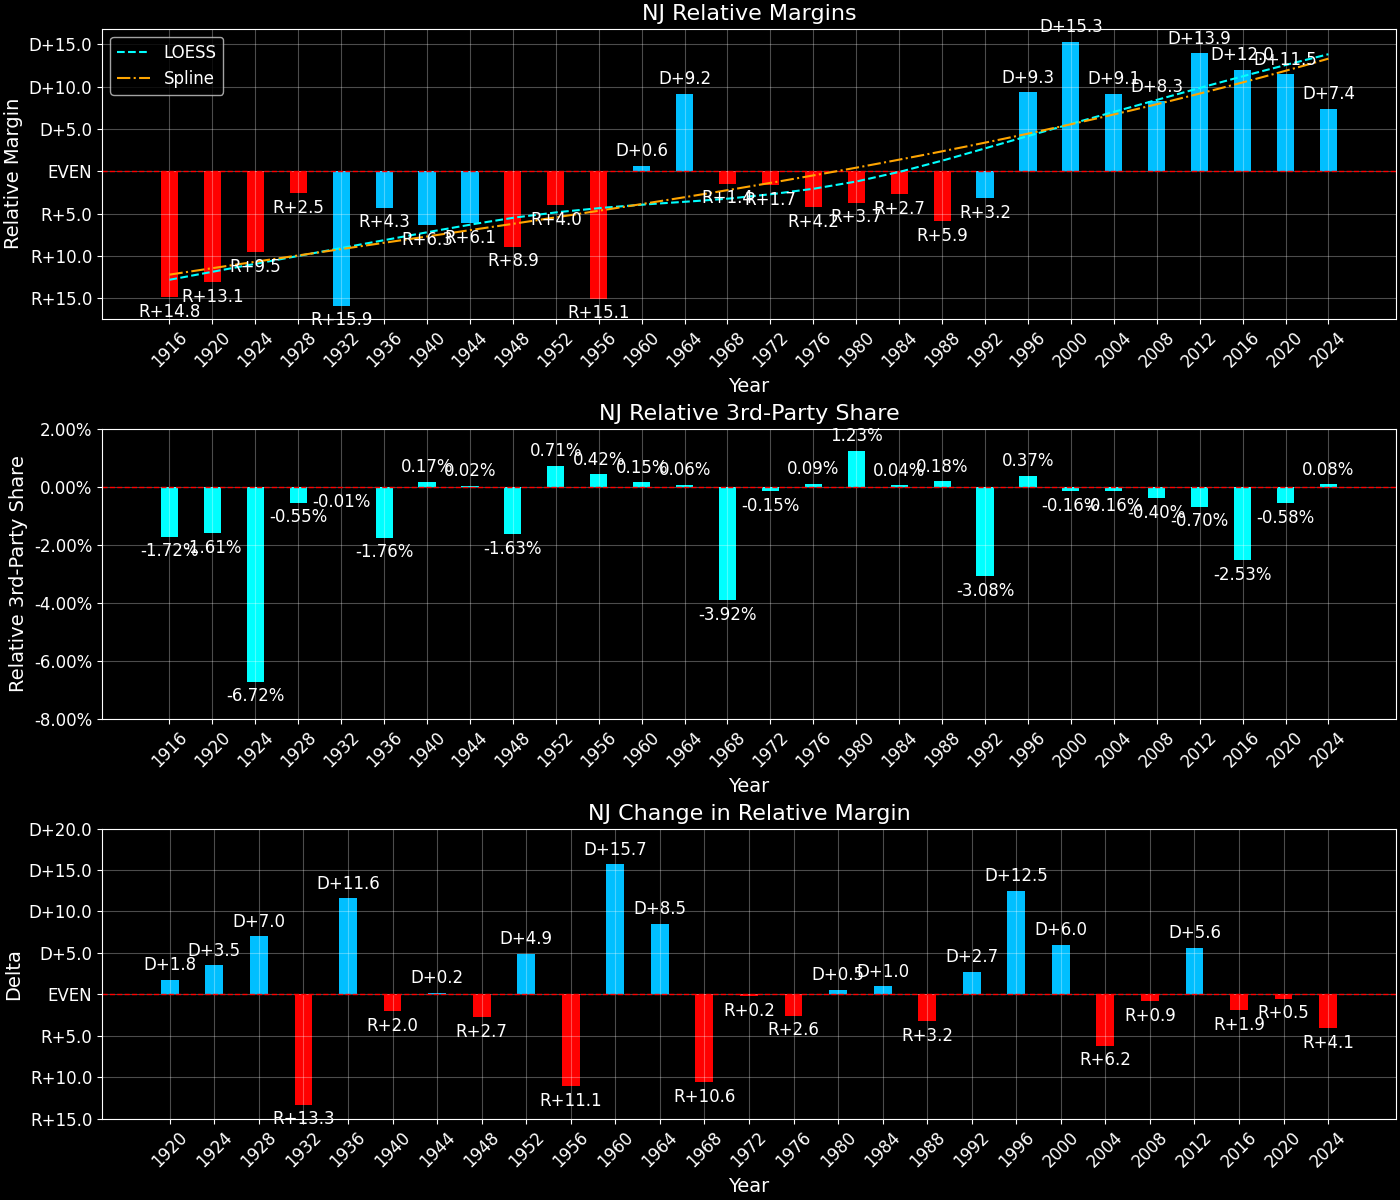 NJ Relative Margins
Relative Margin
D+15.0
D+10.0
D+5.0
EVEN
R+5.0
R+10.0
R+15.0
LOESS
Spline
R+14.8
R+13.1
R+9.5
R+2.5
R+15.9
R+4.3
R+6.3
R+6.1
R+8.9
R+4.0
R+15.1
D+0.6
D+9.2
R+1.4
R+1.7
R+4.2
R+3.7
R+2.7
R+5.9
R+3.2
D+9.3
D+15.3
D+9.1
D+8.3
D+13.9
D+12.0
D+11.5
D+7.4
1916 1920 1924 1928 1932 1936 1940 1944 1948 1952 1956 1960 1964 1968 1972 1976 1980 1984 1988 1992 1996 2000 2004 2008 2012 2016 2020 2024
Year
NJ Relative 3rd-Party Share
Relative 3rd-Party Share
2.00%
0.00%
-2.00%
-4.00%
-6.00%
-8.00%
-1.72%
-1.61%
-6.72%
-0.55%
-0.01%
-1.76%
0.17%
0.02%
-1.63%
0.71%
0.42%
0.15%
0.06%
-3.92%
-0.15%
0.09%
1.23%
0.04%
0.18%
-3.08%
0.37%
-0.16%
-0.16%
-0.40%
-0.70%
-2.53%
-0.58%
0.08%
1916 1920 1924 1928 1932 1936 1940 1944 1948 1952 1956 1960 1964 1968 1972 1976 1980 1984 1988 1992 1996 2000 2004 2008 2012 2016 2020 2024
Year
NJ Change in Relative Margin
Delta
D+20.0
D+15.0
D+10.0
D+5.0
EVEN
R+5.0
R+10.0
R+15.0
D+1.8
D+3.5
D+7.0
R+13.3
D+11.6
R+2.0
D+0.2
R+2.7
D+4.9
R+11.1
D+15.7
D+8.5
R+10.6
R+0.2
R+2.6
D+0.5
D+1.0
R+3.2
D+2.7
D+12.5
D+6.0
R+6.2
R+0.9
D+5.6
R+1.9
R+0.5
R+4.1
1920 1924 1928 1932 1936 1940 1944 1948 1952 1956 1960 1964 1968 1972 1976 1980 1984 1988 1992 1996 2000 2004 2008 2012 2016 2020 2024
Year